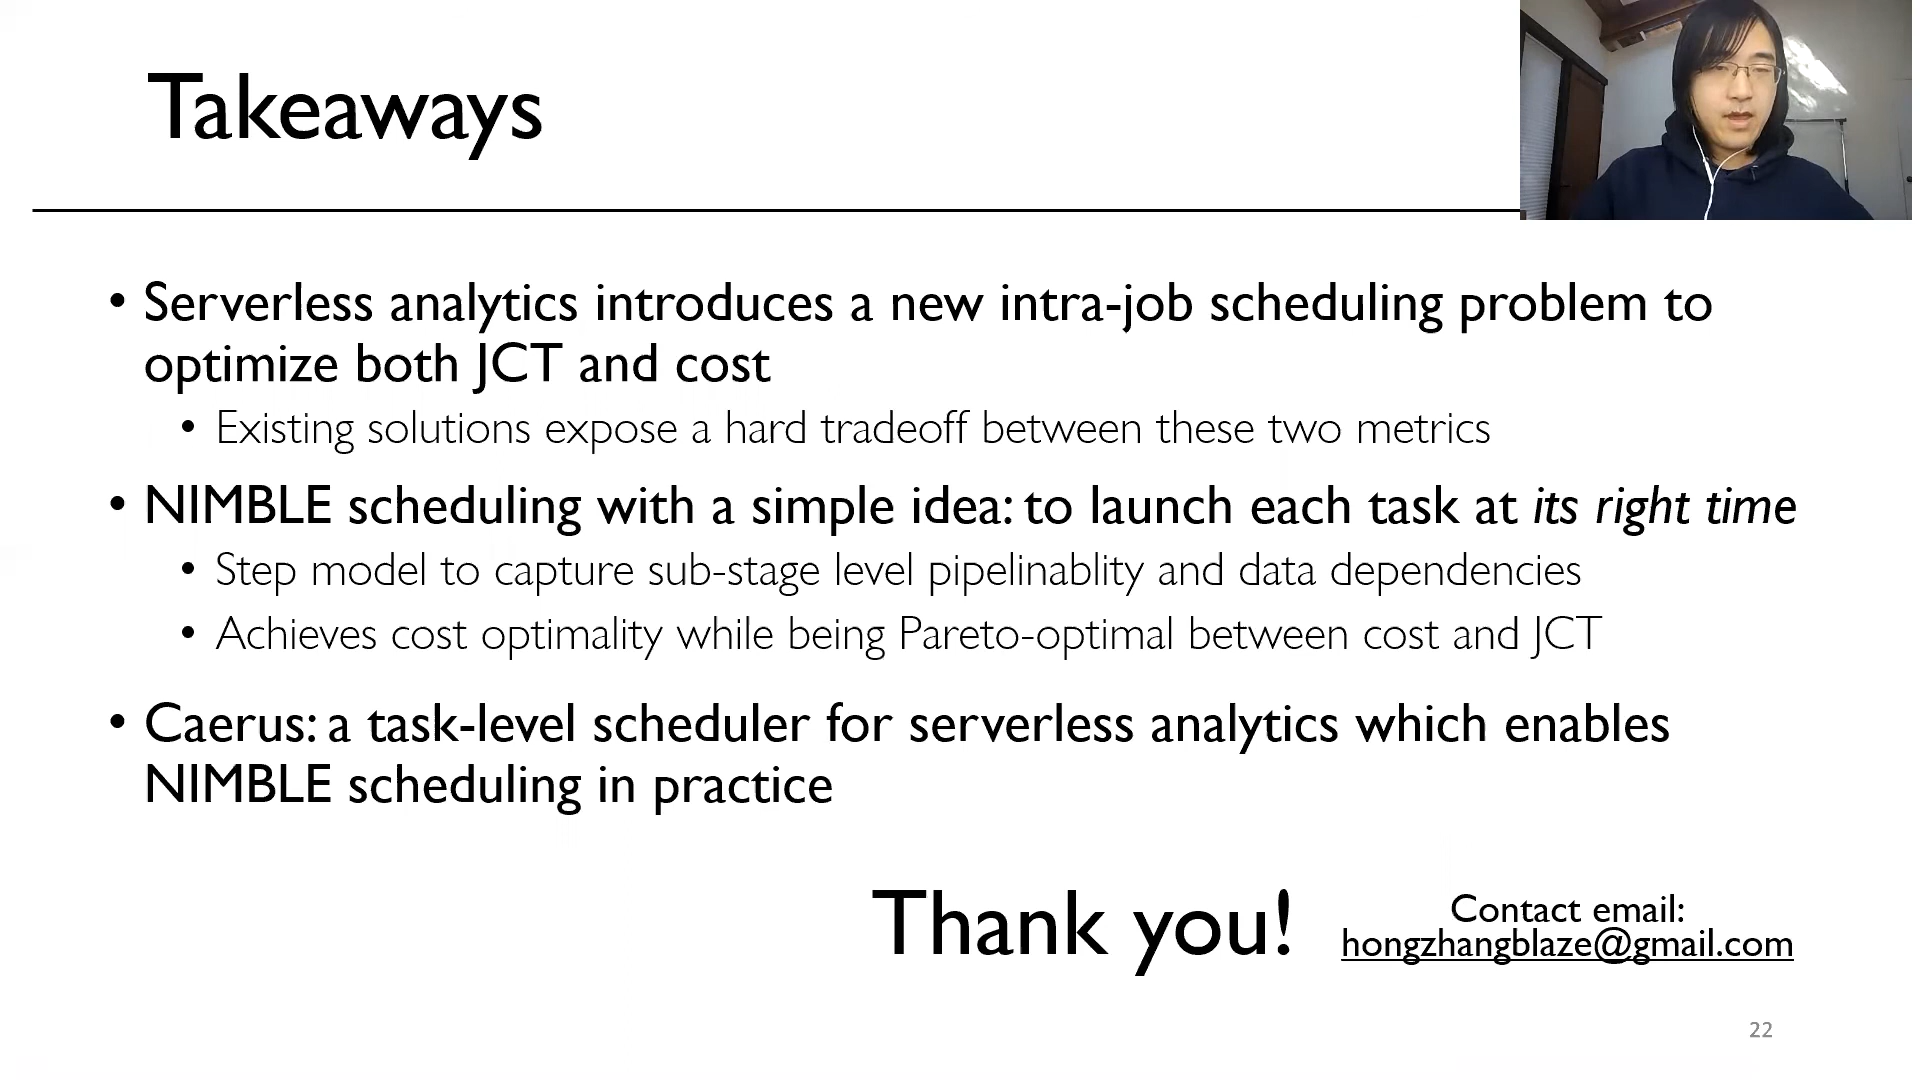 Takeaways
• Serverless analytics introduces a new intra-job scheduling problem to
optimize both JCT and cost
• Existing solutions expose a hard tradeoff between these two metrics
• NIMBLE scheduling with a simple idea: to launch each task at its right time
• Step model to capture sub-stage level pipelinablity and data dependencies
• Achieves cost optimality while being Pareto-optimal between cost and JCT
• Caerus: a task-level scheduler for serverless analytics which enables
NIMBLE scheduling in practice
Thank you!
Contact email:
hongzhangblaze@gmail.com
22